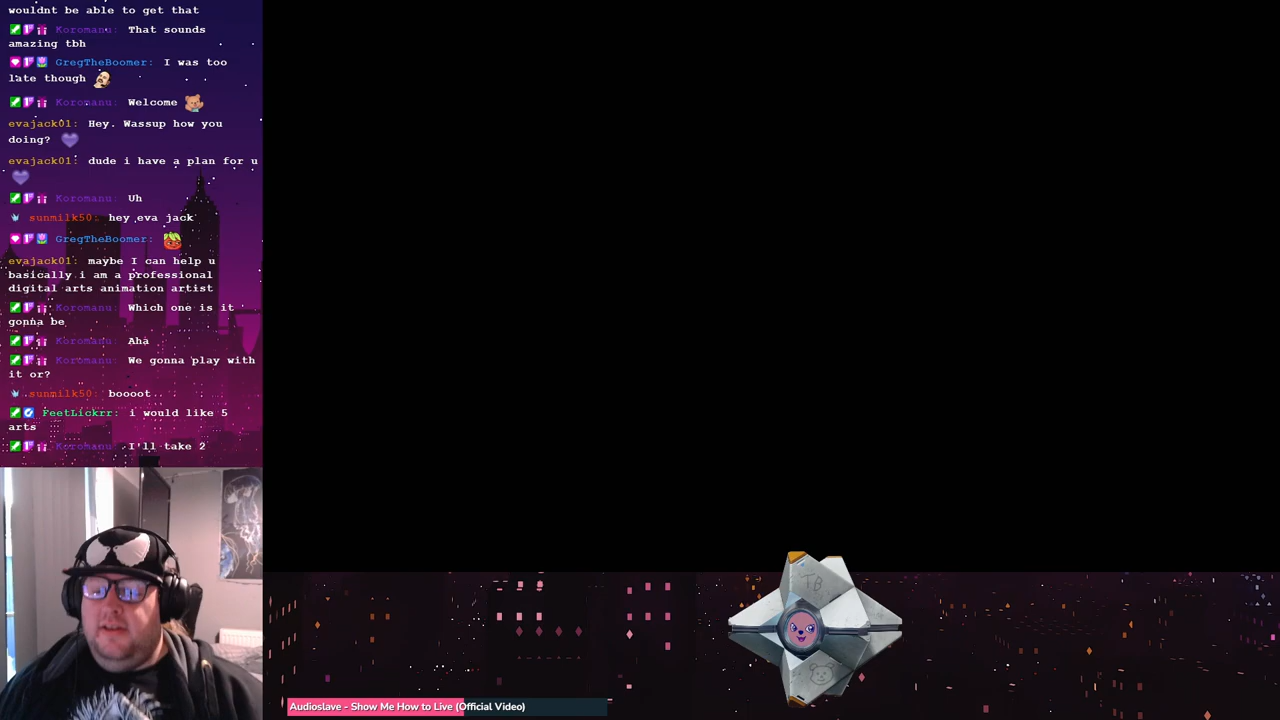 wouldnt be able to get that
Koromanu: That sounds
amazing tbh
GregTheBoomer: I was too
late though
Koromanu: Welcome
evajack01: Hey. Wassup how you
doing?
evajack01: dude i have a plan for u
Koromanu: Uh
sunmilk50: hey eva jack
GregTheBoomer:
evajack01: maybe I can help u
basically i am a professional
digital arts animation artist
Koromanu: Which one is it
gonna be
Koromanu: Aha
Koromanu: We gonna play with
it or?
sunmilk50: boooot
FeetLickrr: i would like 5
arts
Koromanu: I'll take 2
TB
Audioslave - Show Me How to Live (Official Video)